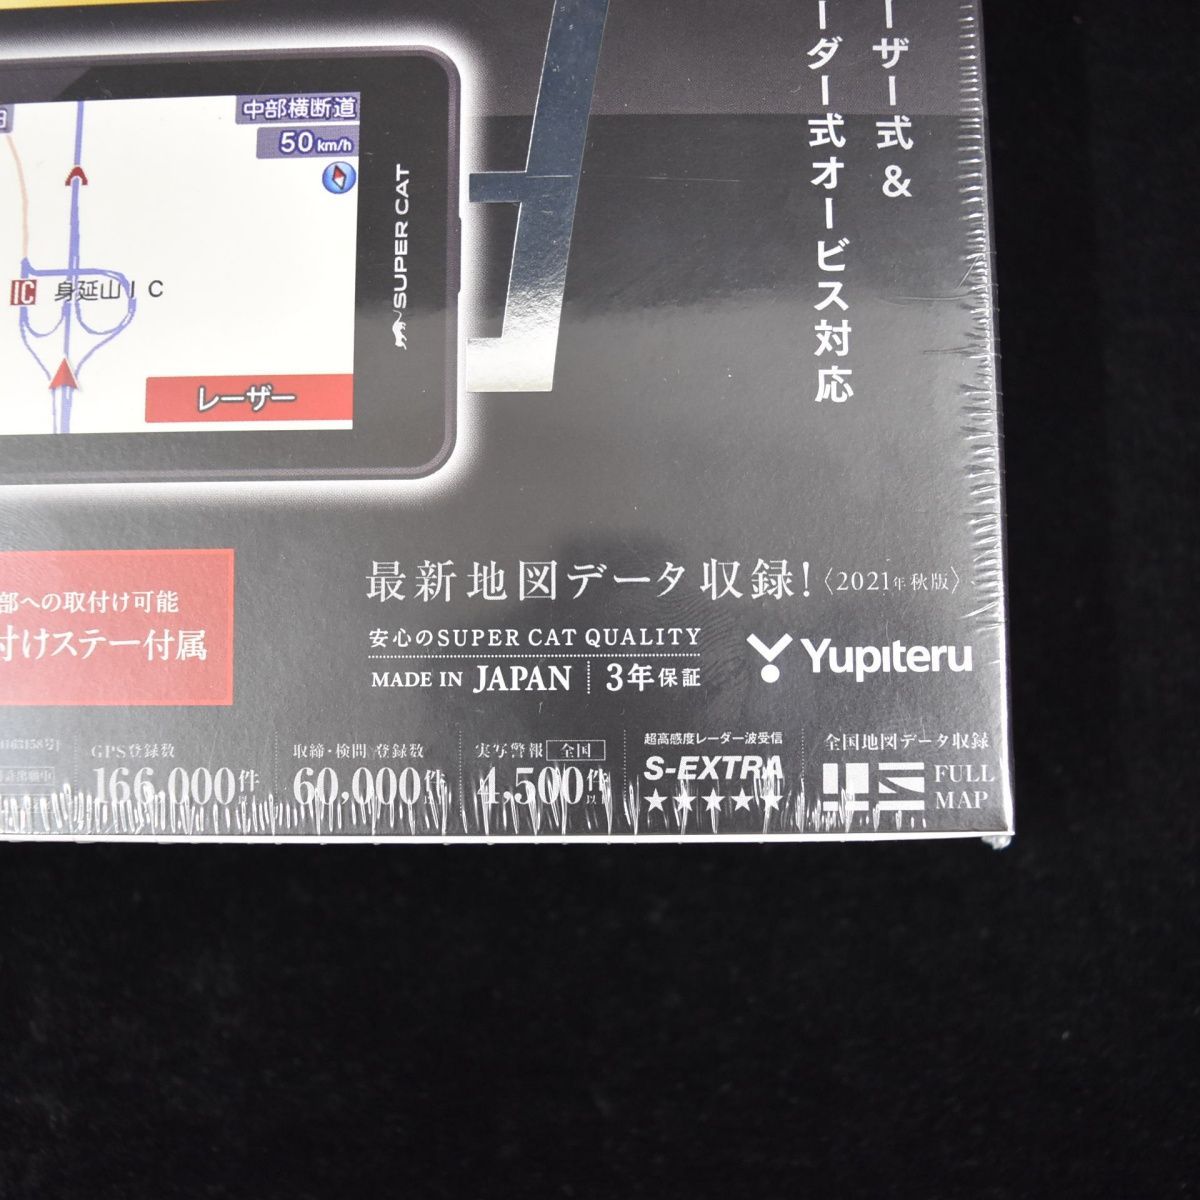 ーザー式&
ーダー式オービス対応
中部横断道
50km/h
IC 身延山IC
レーザー
SUPER CAT
部への取付け可能
付けステー付属
最新地図データ収録!〈2021年秋版〉
安心のSUPER CAT QUALITY
MADE IN JAPAN 3年保証
Yupiteru
GPS登録数
166,000件
取締・検問 登録数
60,000件
実写警報 全国
4,500件
超高感度レーダー波受信
S-EXTRA
★★★★★
全国地図データ収録
FULL
MAP